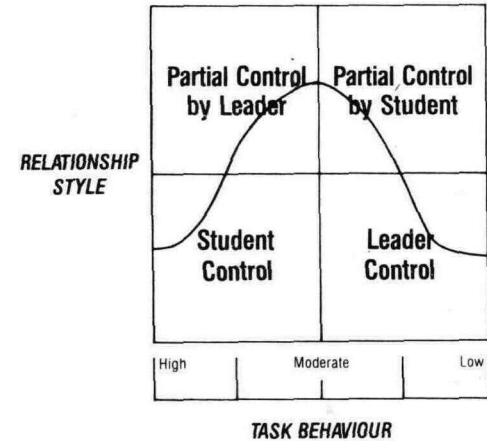 Partial Control
by Leader
Partial Control
by Student
RELATIONSHIP
STYLE
Student
Control
Leader
Control
High
Moderate
Low
TASK BEHAVIOUR